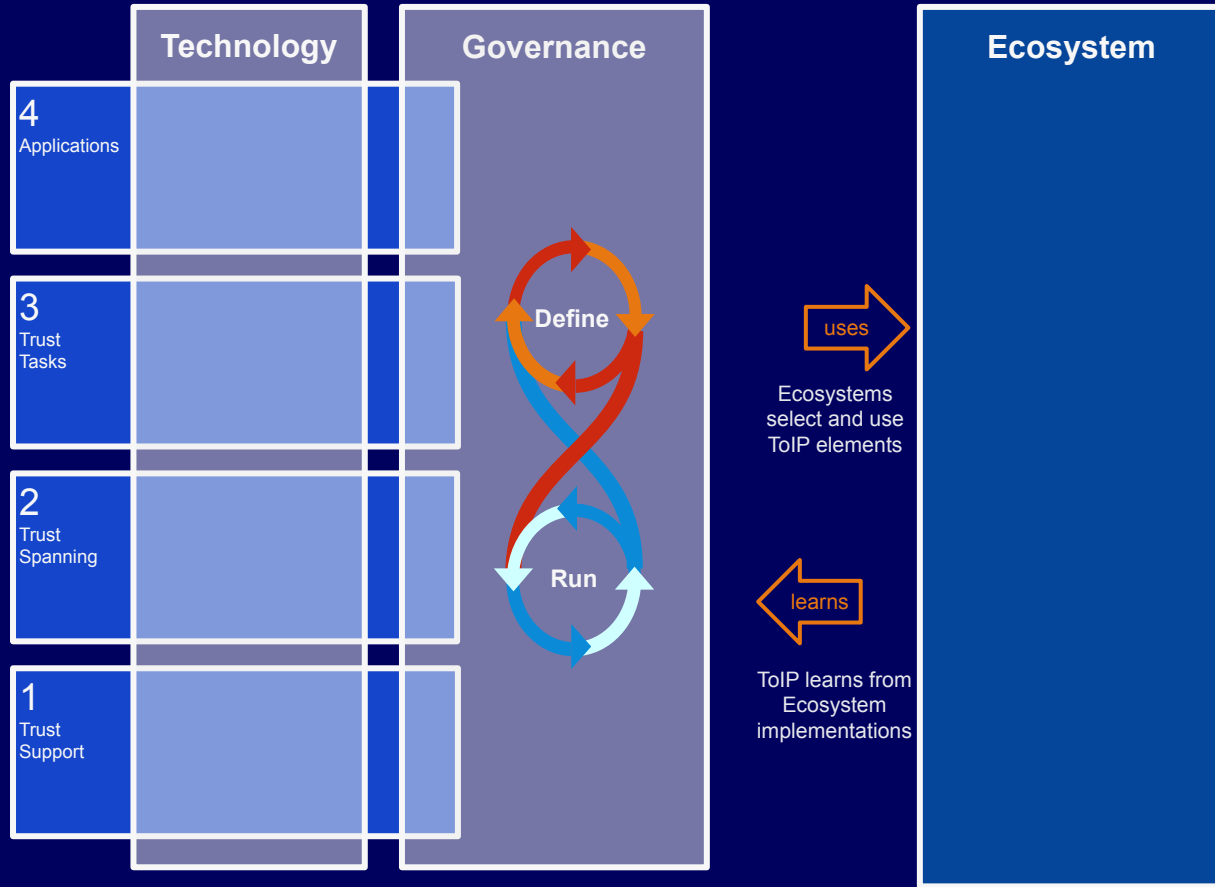 Technology
Governance
Ecosystem
4
Applications
3
Trust
Tasks
Define
uses
Ecosystems
select and use
ToIP elements
2
Trust
Spanning
Run
learns
1
Trust
Support
ToIP learns from
Ecosystem
implementations